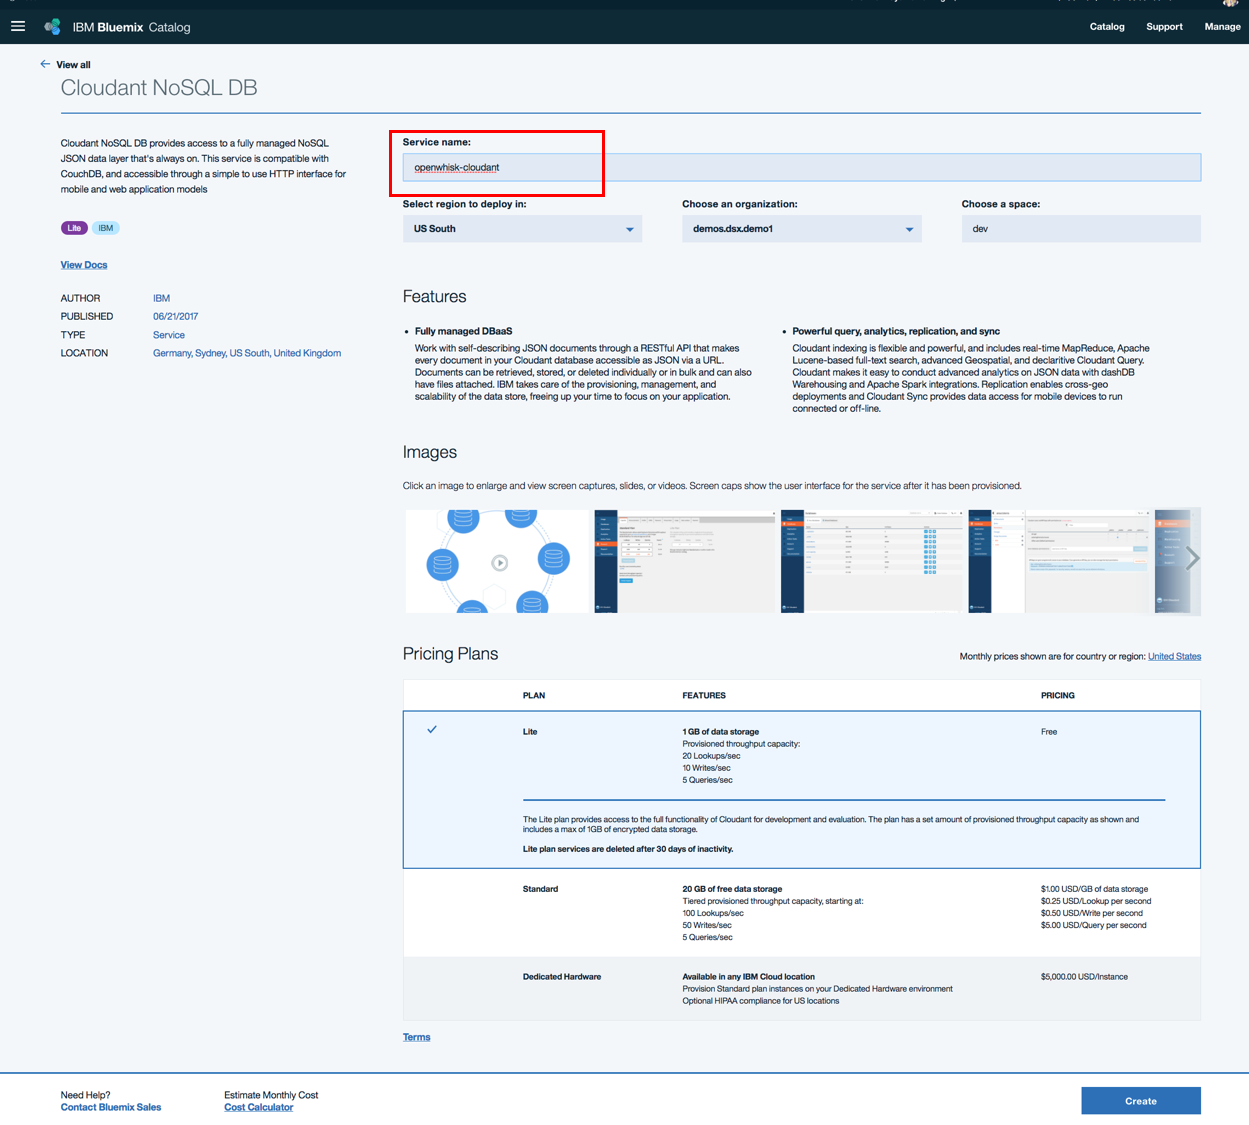 IBM Bluemix Catalog
Catalog
Support
Manage
View all
Cloudant NoSQL DB
Cloudant NoSQL DB provides access to a fully managed NoSQL
JSON data layer that's always on. This service is compatible with
CouchDB, and accessible through a simple to use HTTP interface for
mobile and web application models
Lite
IBM
View Docs
AUTHOR IBM
PUBLISHED 06/21/2017
TYPE Service
LOCATION Germany, Sydney, US South, United Kingdom
Service name:
openwhisk-cloudant
Select region to deploy in:
US South
Choose an organization:
demos.dsx.demo1
Choose a space:
dev
Features
Fully managed DBaaS
Work with self-describing JSON documents through a RESTful API that makes
every document in your Cloudant database accessible as JSON via a URL.
Documents can be retrieved, stored, or deleted individually or in bulk and can also
have files attached. IBM takes care of the provisioning, management, and
scalability of the data store, freeing up your time to focus on your application.
Powerful query, analytics, replication, and sync
Cloudant indexing is flexible and powerful, and includes real-time MapReduce, Apache
Lucene-based full-text search, advanced Geospatial, and declaritive Cloudant Query.
Cloudant makes it easy to conduct advanced analytics on JSON data with dashDB
Warehousing and Apache Spark integrations. Replication enables cross-geo
deployments and Cloudant Sync provides data access for mobile devices to run
connected or off-line.
Images
Click an image to enlarge and view screen captures, slides, or videos. Screen caps show the user interface for the service after it has been provisioned.
Pricing Plans
Monthly prices shown are for country or region: United States
PLAN FEATURES PRICING
Lite
1 GB of data storage
Provisioned throughput capacity:
20 Lookups/sec
10 Writes/sec
5 Queries/sec
Free
The Lite plan provides access to the full functionality of Cloudant for development and evaluation. The plan has a set amount of provisioned throughput capacity as shown and
includes a max of 1GB of encrypted data storage.
Lite plan services are deleted after 30 days of inactivity.
Standard
20 GB of free data storage
Tiered provisioned throughput capacity, starting at:
100 Lookups/sec
50 Writes/sec
5 Queries/sec
$1.00 USD/GB of data storage
$0.25 USD/Lookup per second
$0.50 USD/Write per second
$5.00 USD/Query per second
Dedicated Hardware
Available in any IBM Cloud location
Provision Standard plan instances on your Dedicated Hardware environment
Optional HIPAA compliance for US locations
$5,000.00 USD/Instance
Terms
Need Help?
Contact Bluemix Sales
Estimate Monthly Cost
Cost Calculator
Create